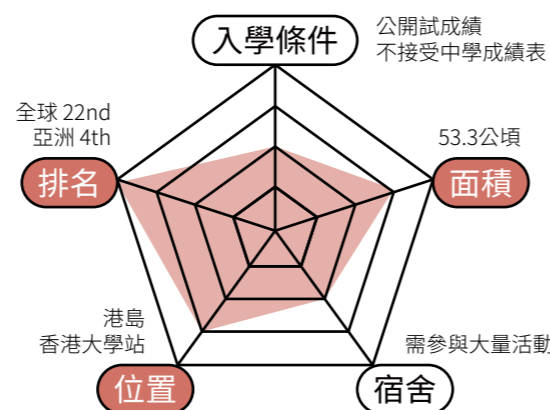 入學條件
公開試成績
不接受中學成績表
全球 22nd
亞洲 4th
排名
53.3公頃
面積
港島
香港大學站
位置
需參與大量活動
宿舍